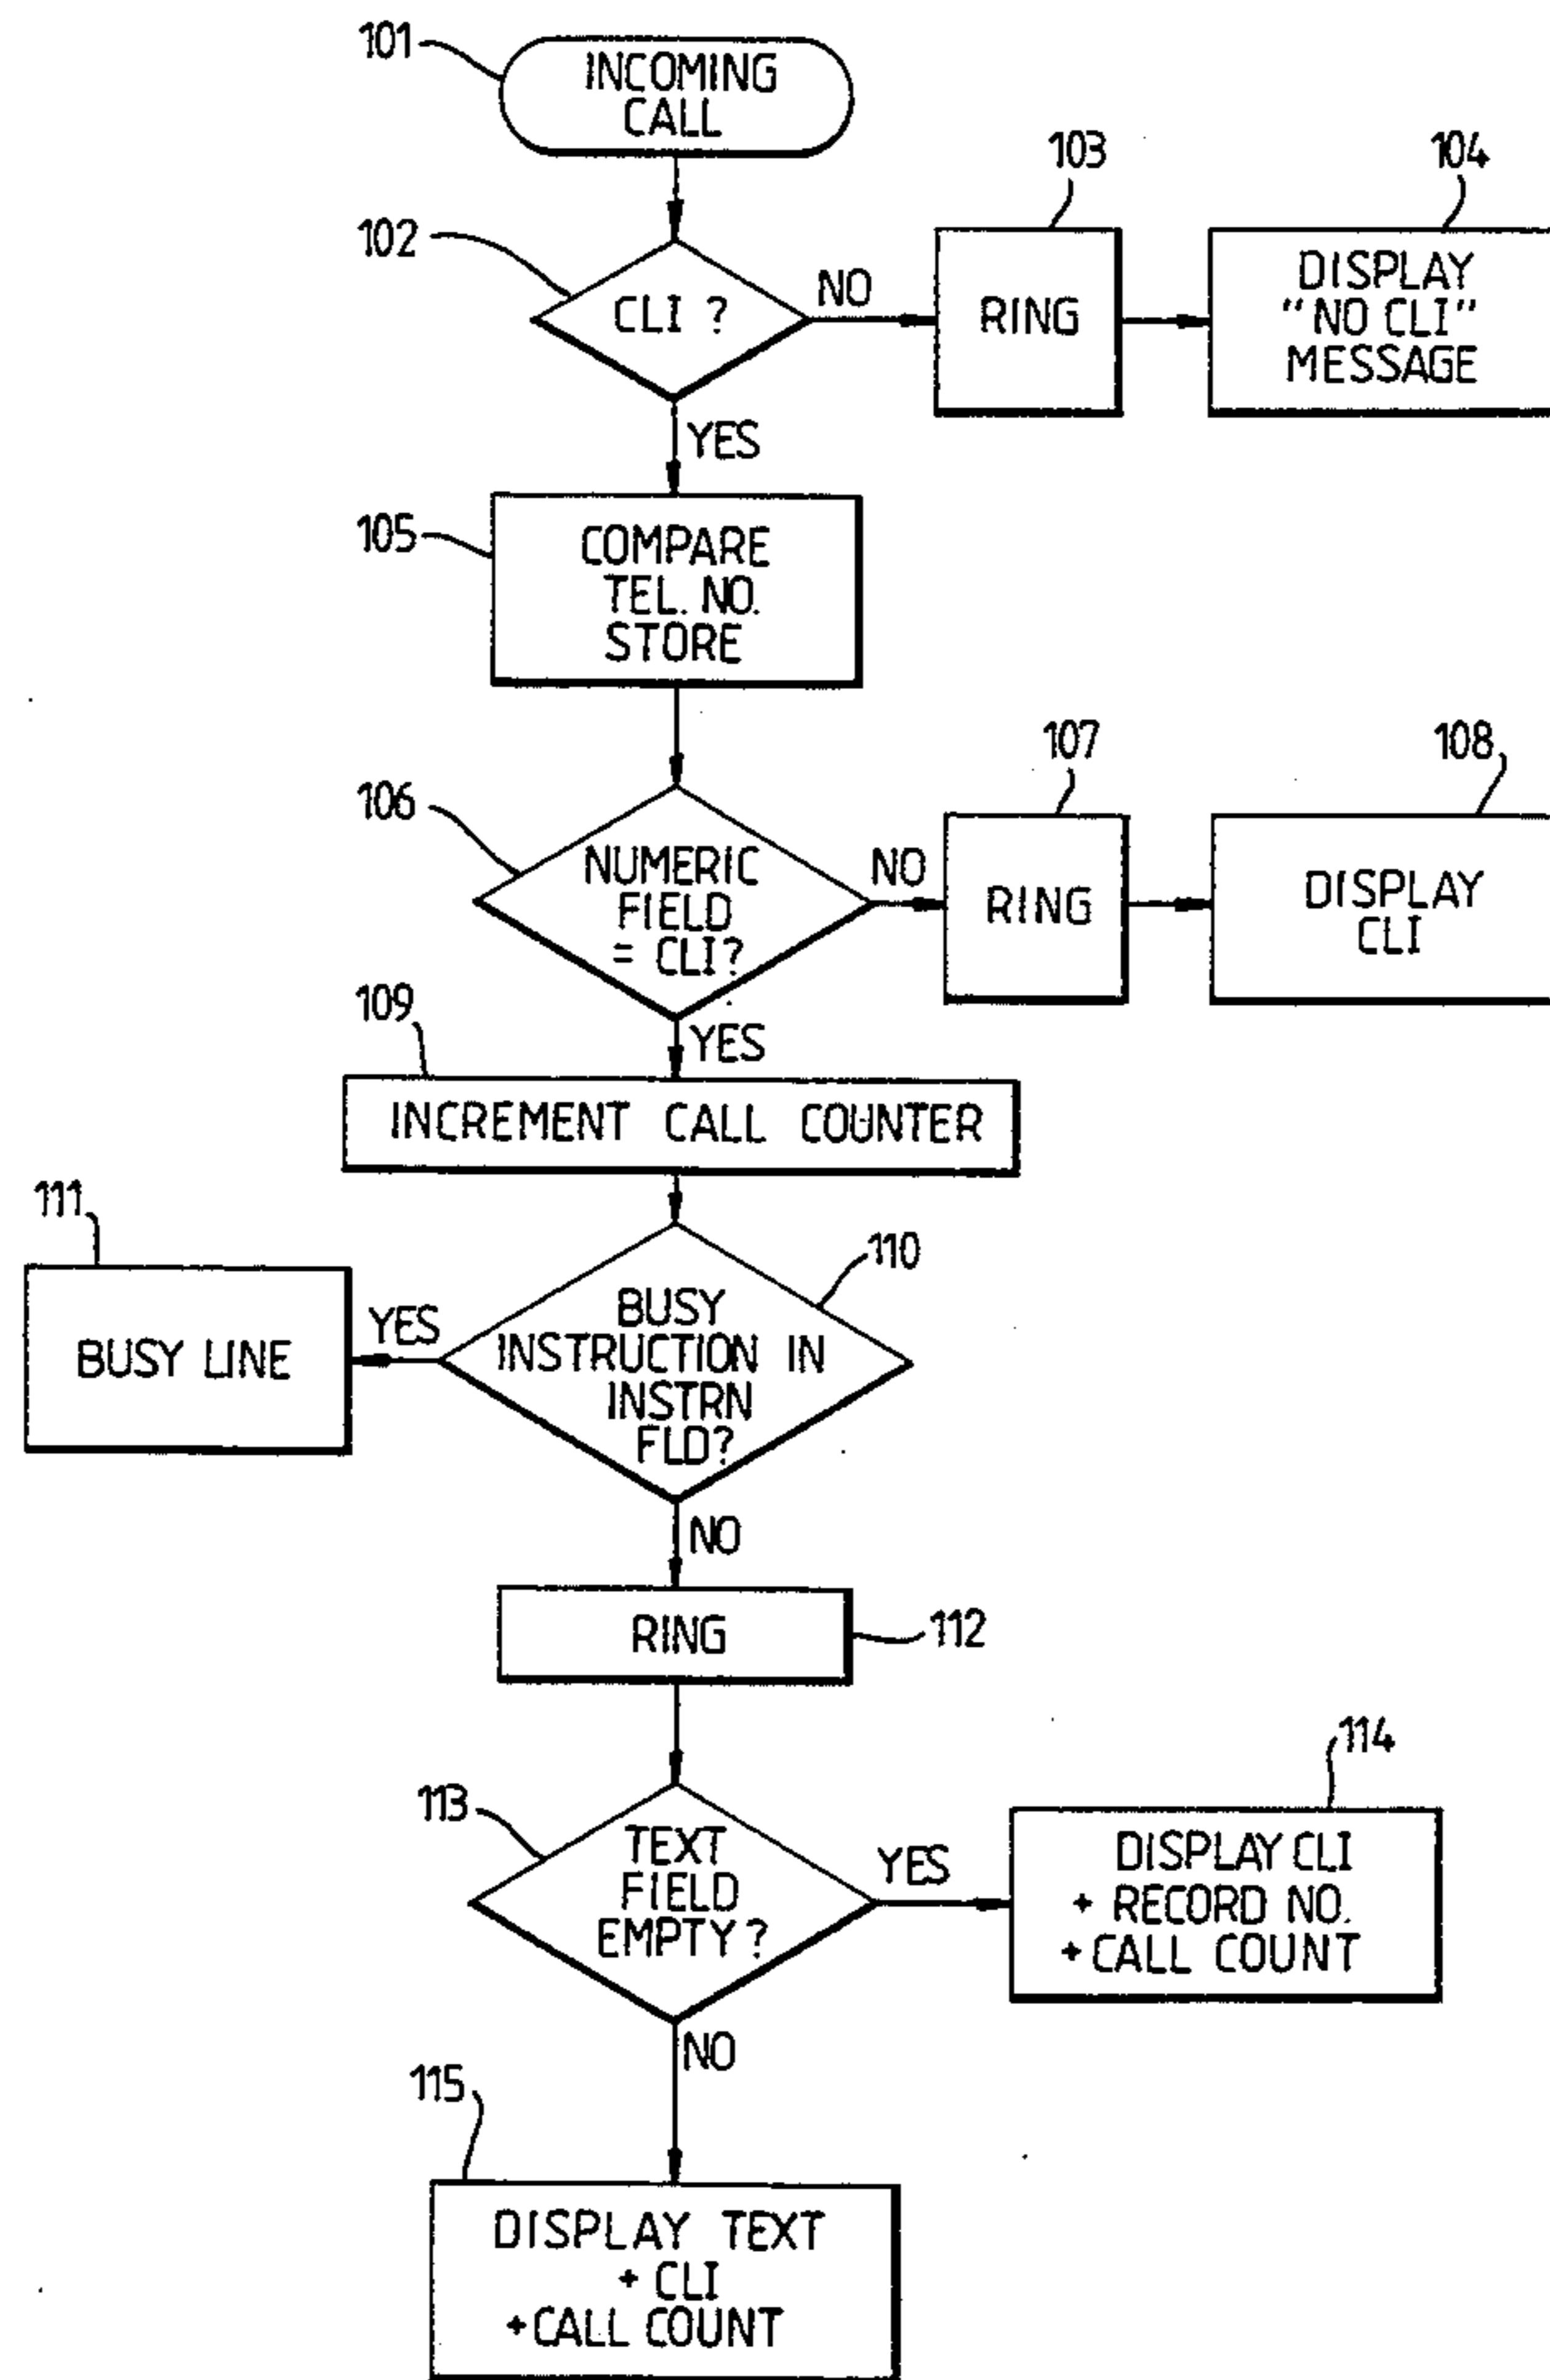 101
INCOMING
CALL
102
CLI ?
NO
103
RING
104
DISPLAY
"NO CLI"
MESSAGE
YES
105
COMPARE
TEL. NO.
STORE
106
NUMERIC
FIELD
= CLI?
NO
107
RING
108
DISPLAY
CLI
YES
109
INCREMENT CALL COUNTER
110
BUSY
INSTRUCTION IN
INSTRN
FLD?
YES
111
BUSY LINE
NO
RING
112
113
TEXT
FIELD
EMPTY?
YES
114
DISPLAY CLI
+ RECORD NO.
+ CALL COUNT
NO
115
DISPLAY TEXT
+ CLI
+ CALL COUNT